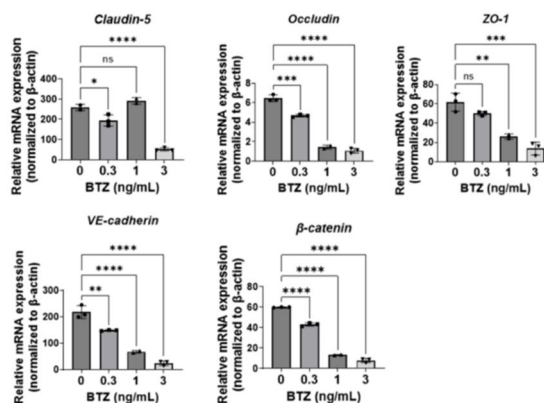 Claudin-5
****
ns
*
Relative mRNA expression
(normalized to β-actin)
400
300
200
100
0
0 0.3 1 3
BTZ (ng/mL)
Occludin
****
****
***
Relative mRNA expression
(normalized to β-actin)
8
6
4
2
0
0 0.3 1 3
BTZ (ng/mL)
ZO-1
***
**
ns
Relative mRNA expression
(normalized to β-actin)
100
80
60
40
20
0
0 0.3 1 3
BTZ (ng/mL)
VE-cadherin
****
****
**
Relative mRNA expression
(normalized to β-actin)
300
200
100
0
0 0.3 1 3
BTZ (ng/mL)
β-catenin
****
****
****
Relative mRNA expression
(normalized to β-actin)
80
60
40
20
0
0 0.3 1 3
BTZ (ng/mL)